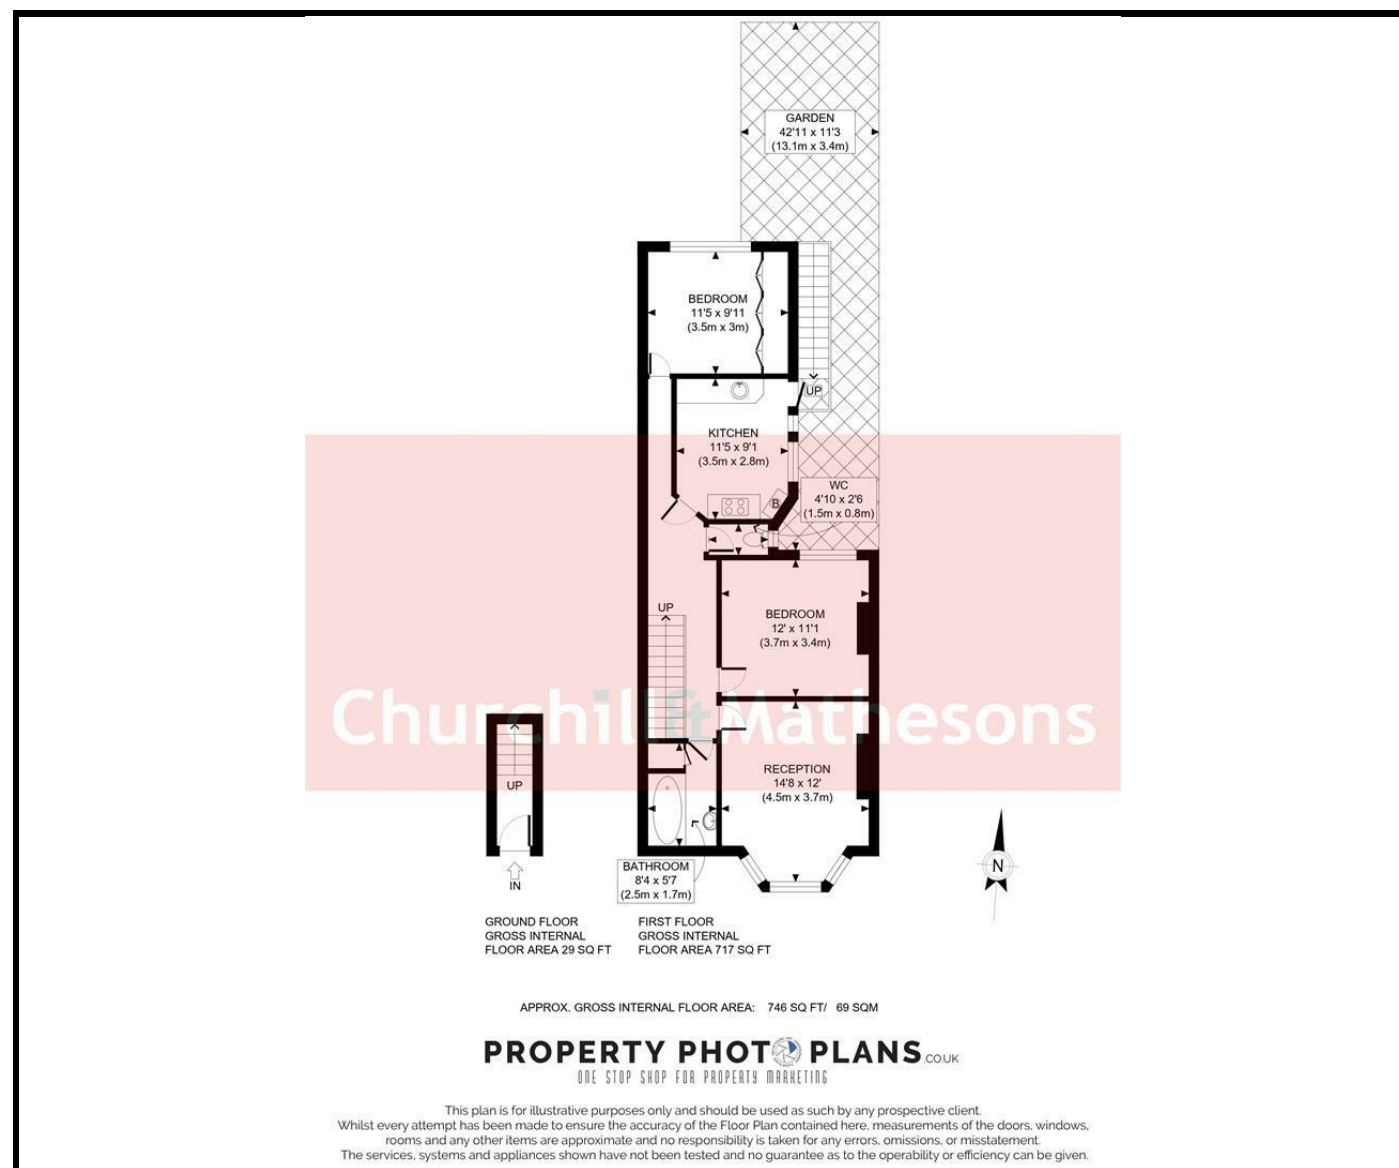 GARDEN
42'11 x 11'3
(13.1m x 3.4m)
BEDROOM
11'5 x 9'11
(3.5m x 3m)
UP
KITCHEN
11'5 x 9'1
(3.5m x 2.8m)
B
WC
4'10 x 2'6
(1.5m x 0.8m)
UP
BEDROOM
12' x 11'1
(3.7m x 3.4m)
Churchill ft Mathesons
UP
IN
RECEPTION
14'8 x 12'
(4.5m x 3.7m)
BATHROOM
8'4 x 5'7
(2.5m x 1.7m)
N
GROUND FLOOR
GROSS INTERNAL
FLOOR AREA 29 SQ FT
FIRST FLOOR
GROSS INTERNAL
FLOOR AREA 717 SQ FT
APPROX. GROSS INTERNAL FLOOR AREA: 746 SQ FT/ 69 SQM
PROPERTY PHOTO PLANS.CO.UK
ONE STOP SHOP FOR PROPERTY MARKETING
This plan is for illustrative purposes only and should be used as such by any prospective client.
Whilst every attempt has been made to ensure the accuracy of the Floor Plan contained here, measurements of the doors, windows,
rooms and any other items are approximate and no responsibility is taken for any errors, omissions, or misstatement.
The services, systems and appliances shown have not been tested and no guarantee as to the operability or efficiency can be given.